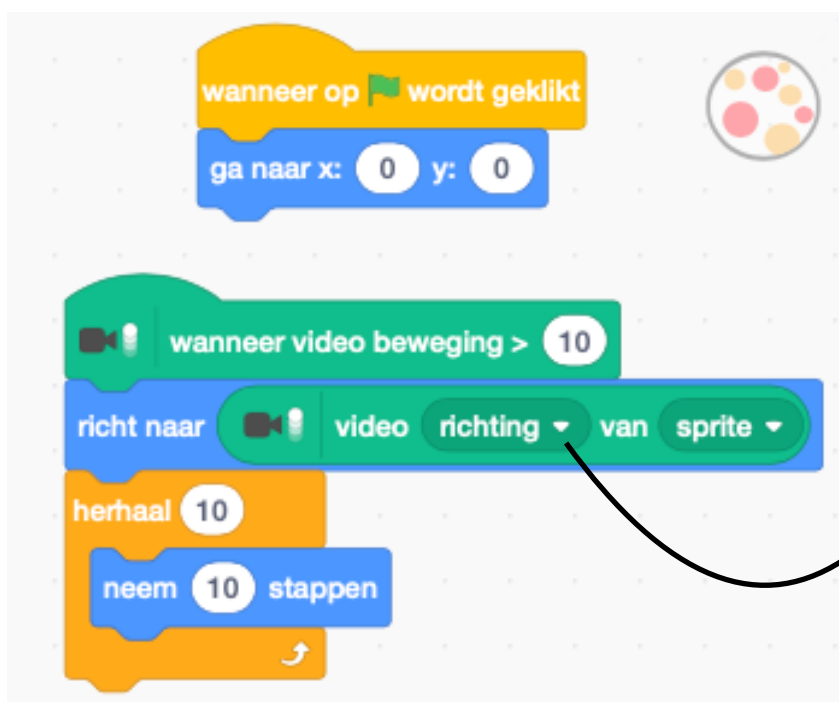 wanneer op wordt geklikt
ga naar x: 0 y: 0
wanneer video beweging > 10
richt naar video richting van sprite
herhaal 10
neem 10 stappen